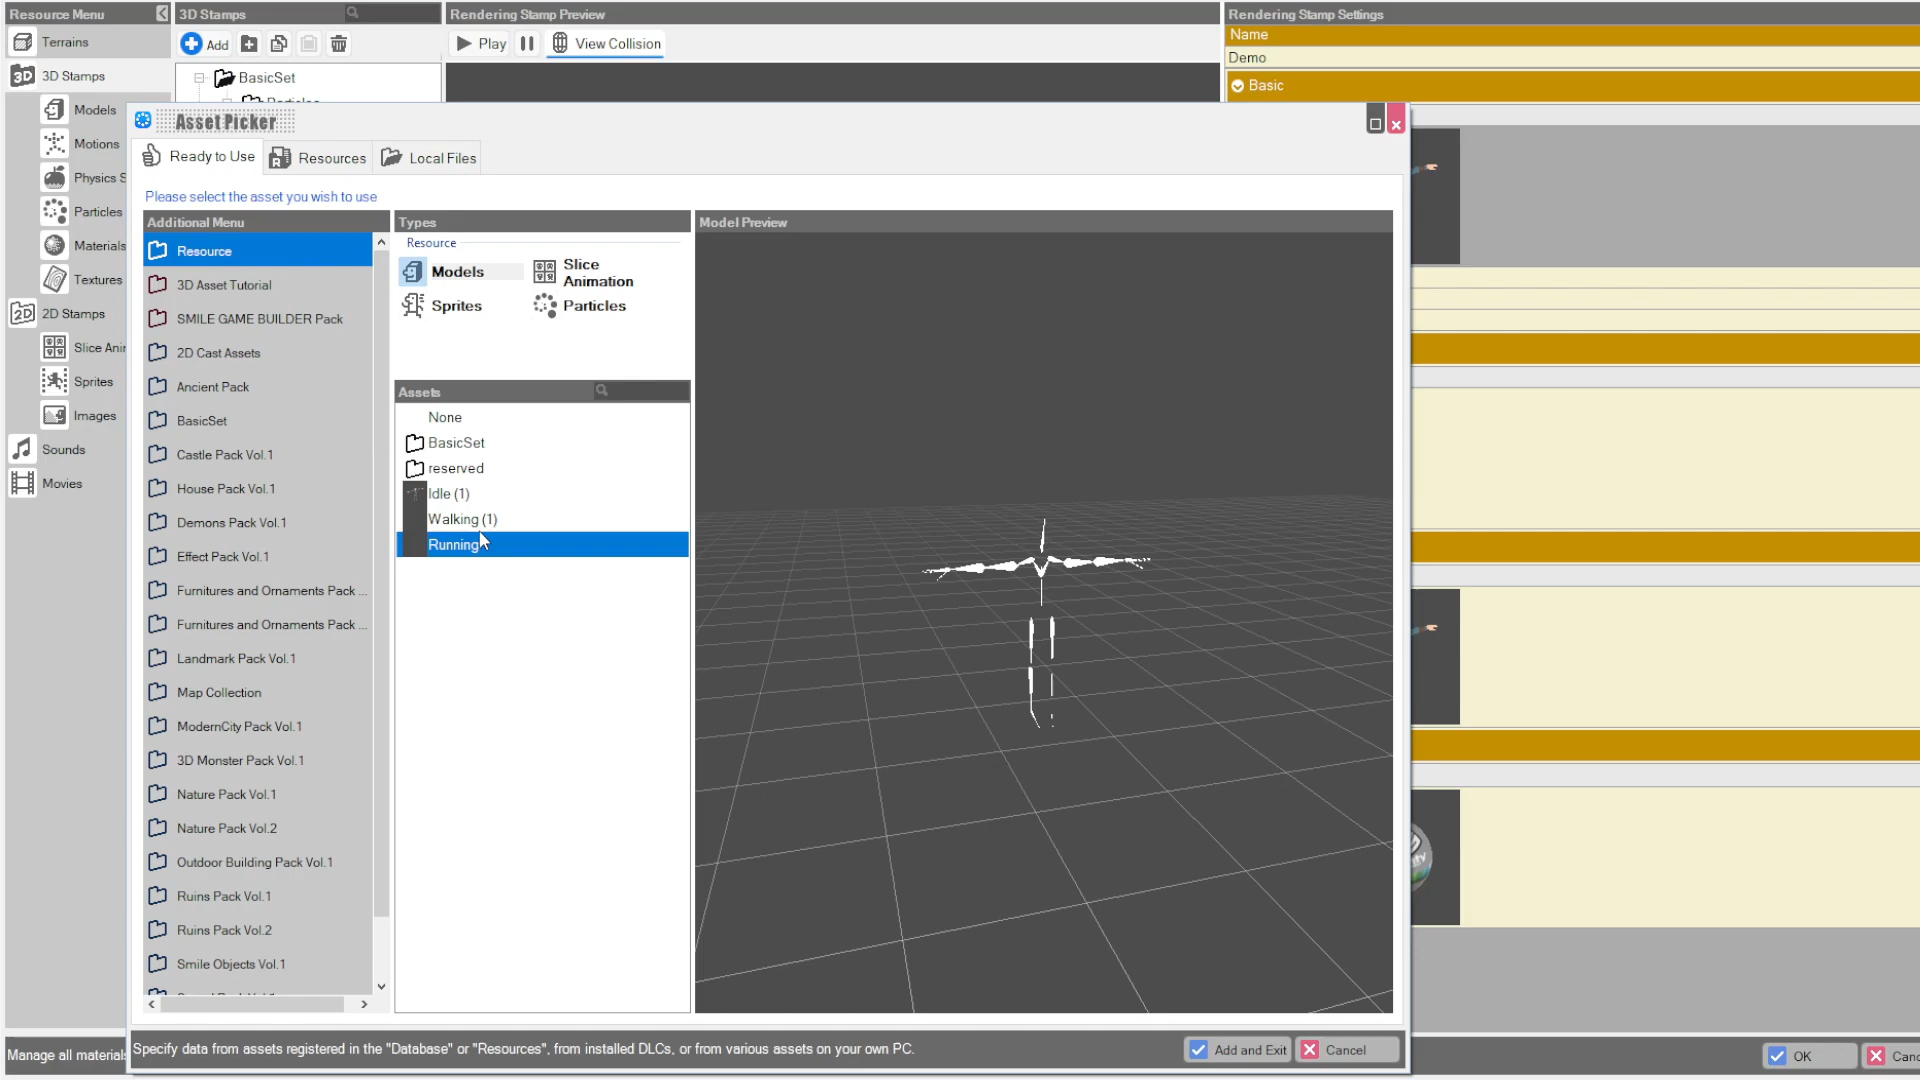 Resource Menu
Terrains
3D Stamps
Models
Motions
Physics S
Particles
Materials
Textures
2D Stamps
Slice Ani
Sprites
Images
Sounds
Movies
3D Stamps
Add
BasicSet
Rendering Stamp Preview
Play
View Collision
Rendering Stamp Settings
Name
Demo
Basic
Asset Picker
Ready to Use
Resources
Local Files
Please select the asset you wish to use
Additional Menu
Resource
3D Asset Tutorial
SMILE GAME BUILDER Pack
2D Cast Assets
Ancient Pack
BasicSet
Castle Pack Vol.1
House Pack Vol.1
Demons Pack Vol.1
Effect Pack Vol.1
Furnitures and Ornaments Pack ...
Furnitures and Ornaments Pack ...
Landmark Pack Vol.1
Map Collection
ModernCity Pack Vol.1
3D Monster Pack Vol.1
Nature Pack Vol.1
Nature Pack Vol.2
Outdoor Building Pack Vol.1
Ruins Pack Vol.1
Ruins Pack Vol.2
Smile Objects Vol.1
Types
Resource
Models
Slice
Animation
Sprites
Particles
Assets
None
BasicSet
reserved
Idle (1)
Walking (1)
Running
Model Preview
Specify data from assets registered in the "Database" or "Resources", from installed DLCs, or from various assets on your own PC.
Add and Exit
Cancel
Manage all materials
OK
Canc